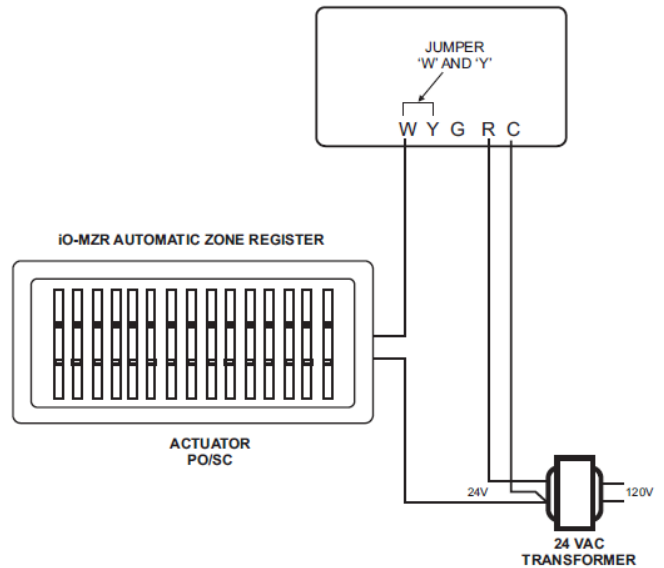 JUMPER
'W' AND 'Y'
W Y G R C
iO-MZR AUTOMATIC ZONE REGISTER
ACTUATOR
PO/SC
24V
120V
24 VAC
TRANSFORMER